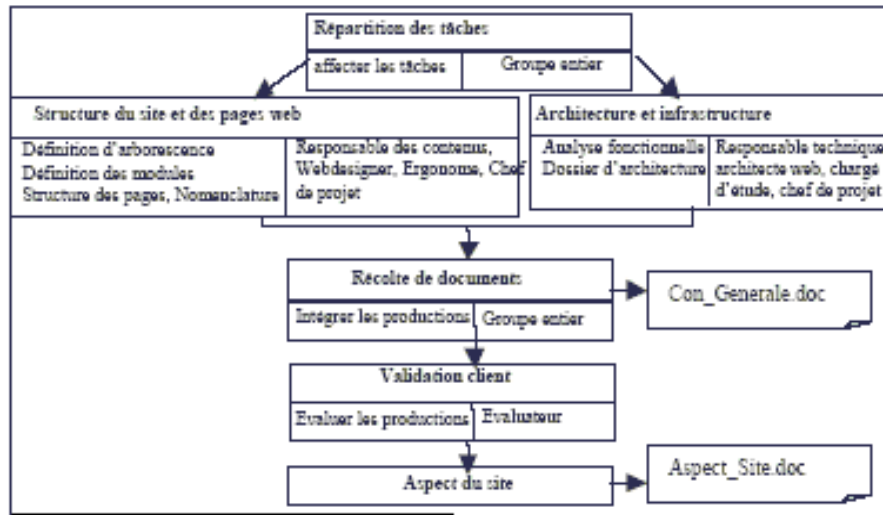 Répartition des tâches
affecter les tâches
Groupe entier
Structure du site et des pages web
Définition d'arborescence
Définition des modules
Structure des pages, Nomenclature
Responsable des contenus,
Webdesigner, Ergonome, Chef
de projet
Architecture et infrastructure
Analyse fonctionnelle
Dossier d'architecture
Responsable technique
architecte web, chargé
d'étude, chef de projet
Récolte de documents
Intégrer les productions
Groupe entier
Con_Generale.doc
Validation client
Evaluer les productions
Evaluateur
Aspect du site
Aspect_Site.doc